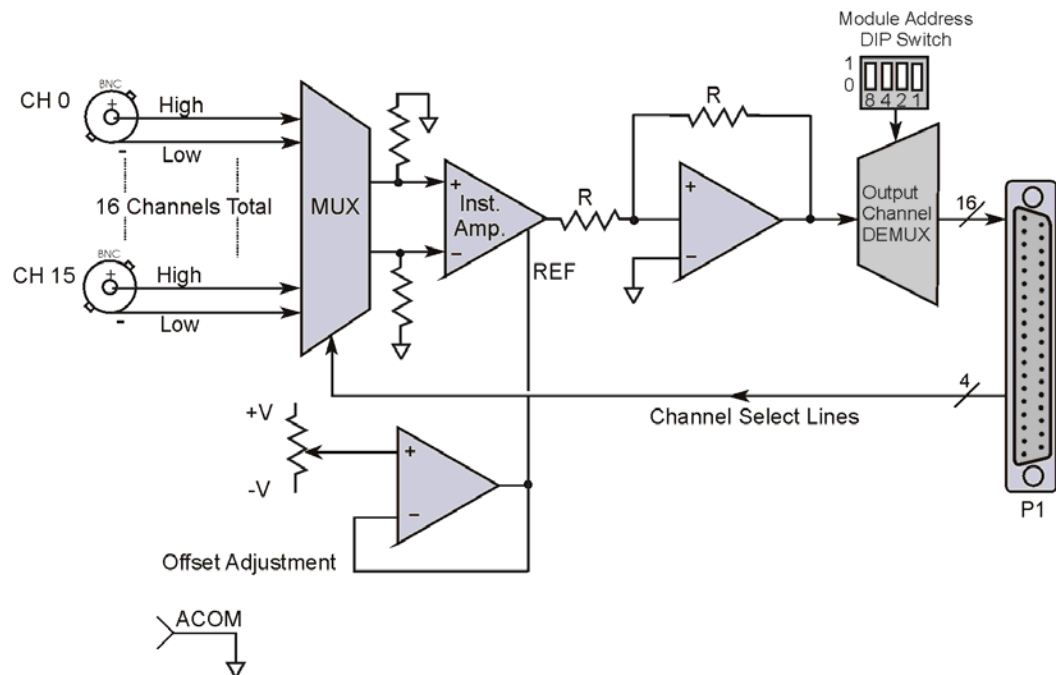 Module Address
DIP Switch
1
0
8 4 2 1
BNC
CH 0
+
High
-
Low
16 Channels Total
BNC
CH 15
+
High
-
Low
MUX
+
Inst.
Amp.
−
REF
R
R
+
−
Output
Channel
DEMUX
16
4
Channel Select Lines
P1
+V
-V
+
−
Offset Adjustment
ACOM